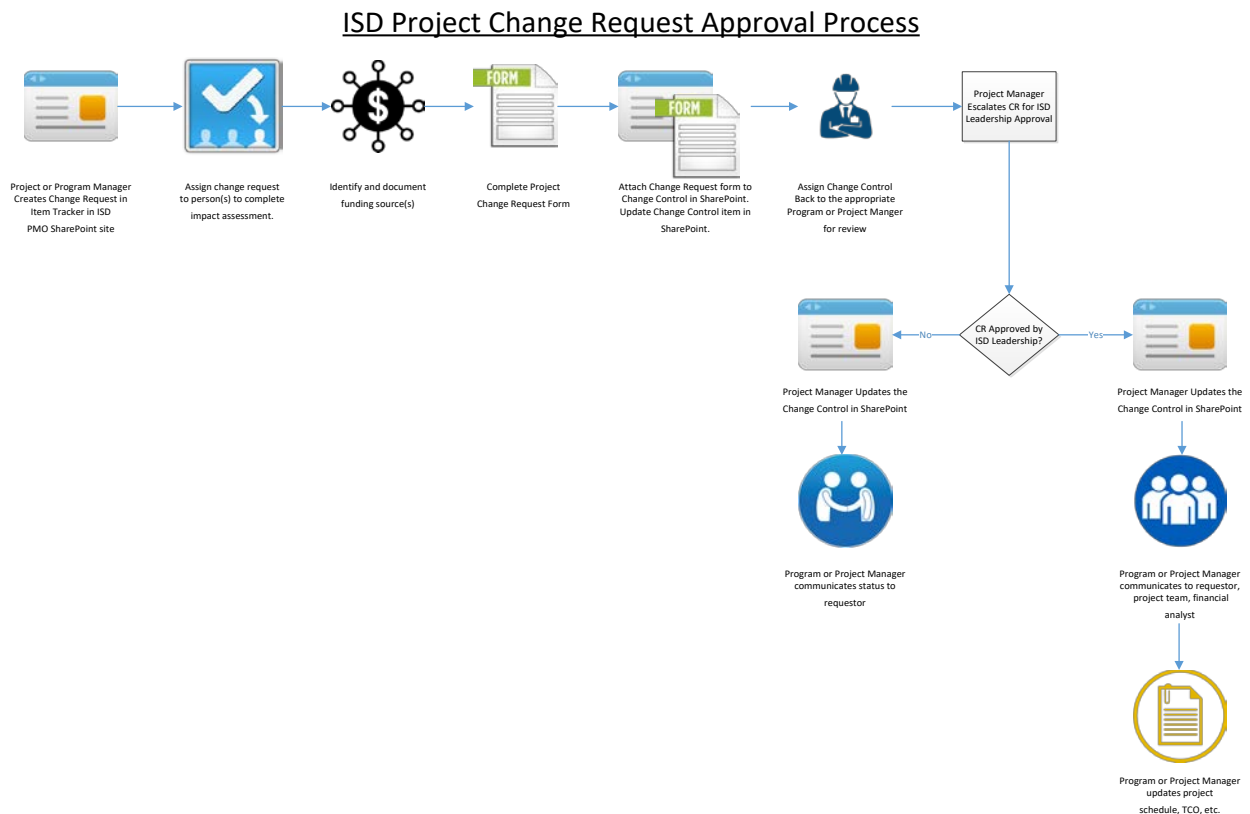 ISD Project Change Request Approval Process
FORM
FORM
Project Manager
Escalates CR for ISD
Leadership Approval
Project or Program Manager
Creates Change Request in
Item Tracker in ISD
PMO SharePoint site
Assign change request
to person(s) to complete
impact assessment.
Identify and document
funding source(s)
Complete Project
Change Request Form
Attach Change Request form to
Change Control in SharePoint.
Update Change Control item in
SharePoint.
Assign Change Control
Back to the appropriate
Program or Project Manger
for review
No
CR Approved by
ISD Leadership?
Yes
Project Manager Updates the
Change Control in SharePoint
Project Manager Updates the
Change Control in SharePoint
Program or Project Manager
communicates status to
requestor
Program or Project Manager
communicates to requestor,
project team, financial
analyst
Program or Project Manager
updates project
schedule, TCO, etc.